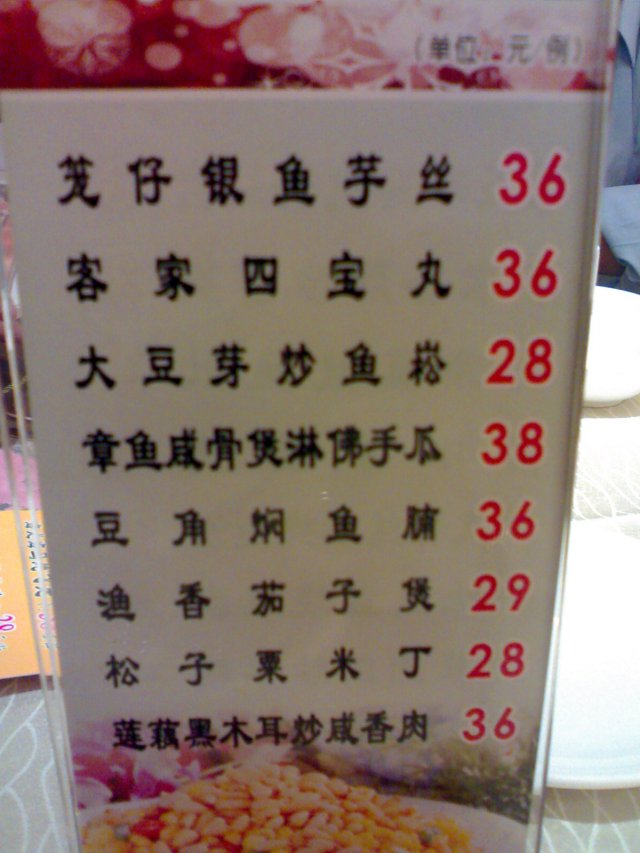 (单位：元/例)
笼仔银鱼芋丝 36
客家四宝丸 36
大豆芽炒鱼崧 28
章鱼咸骨煲淋佛手瓜 38
豆角焖鱼腩 36
渔香茄子煲 29
松子粟米丁 28
莲藕黑木耳炒咸香肉 36